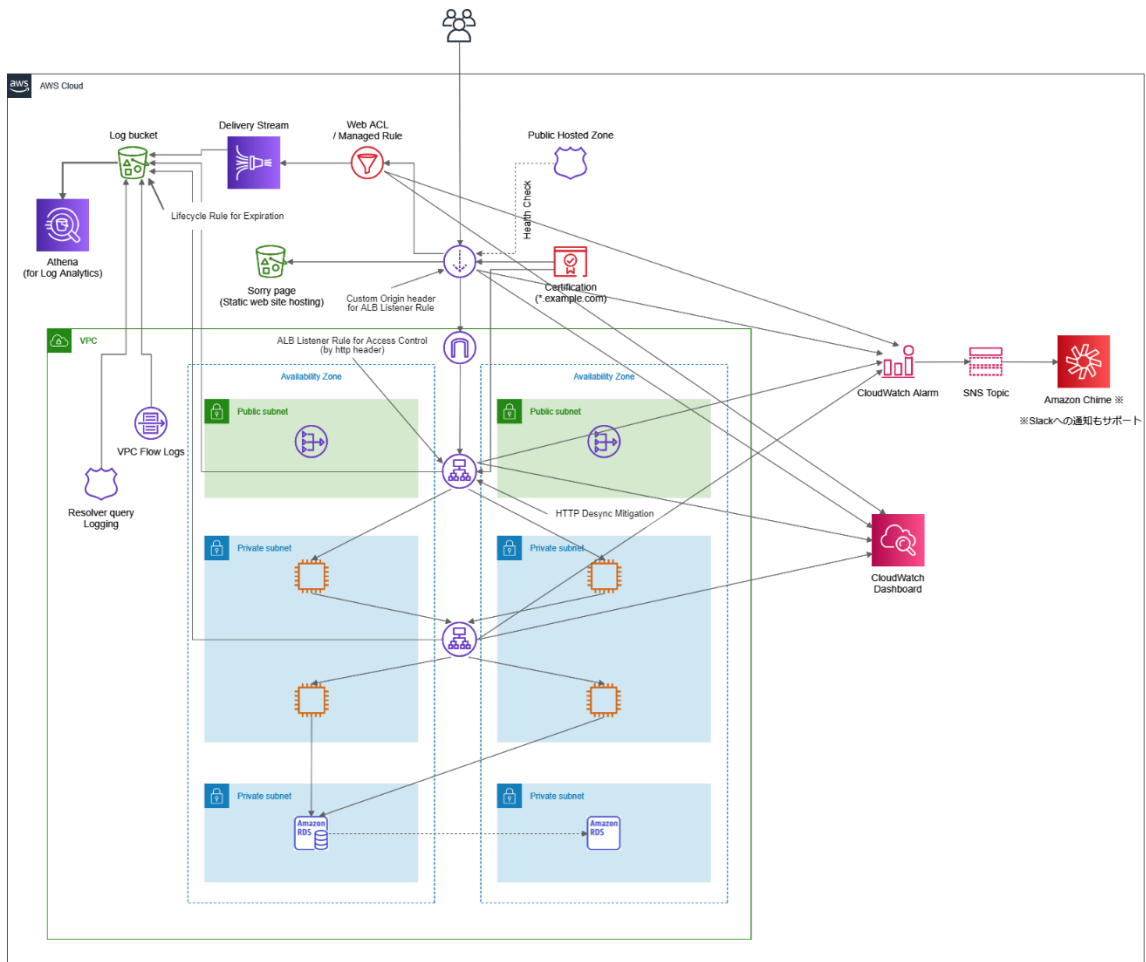 aws
AWS Cloud
Log bucket
Delivery Stream
Web ACL
/ Managed Rule
Public Hosted Zone
Health Check
Lifecycle Rule for Expiration
Athena
(for Log Analytics)
Sorry page
(Static web site hosting)
Custom Origin header
for ALB Listener Rule
Certification
(*.example.com)
VPC
ALB Listener Rule for Access Control
(by http header)
Availability Zone
Availability Zone
CloudWatch Alarm
SNS Topic
Amazon Chime ※
※Slackへの通知もサポート
Public subnet
Public subnet
VPC Flow Logs
Resolver query
Logging
HTTP Desync Mitigation
Private subnet
Private subnet
CloudWatch
Dashboard
Private subnet
Private subnet
Amazon
RDS
Amazon
RDS